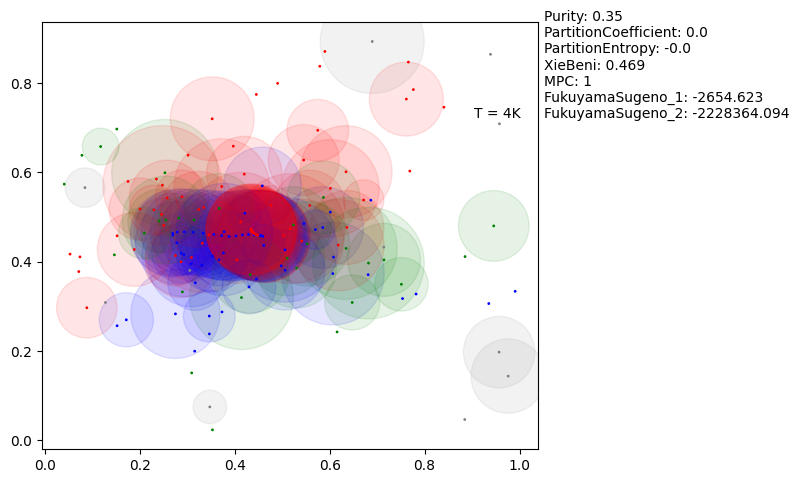 Purity: 0.35
PartitionCoefficient: 0.0
PartitionEntropy: -0.0
XieBeni: 0.469
MPC: 1
FukuyamaSugeno_1: -2654.623
FukuyamaSugeno_2: -2228364.094
T = 4K
0.8
0.6
0.4
0.2
0.0
0.0 0.2 0.4 0.6 0.8 1.0